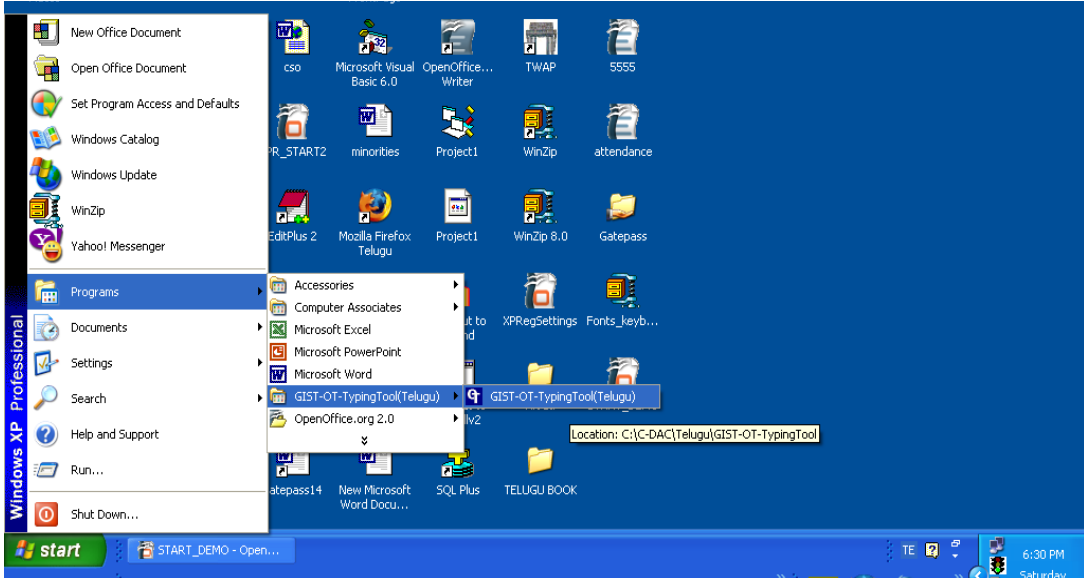 New Office Document
Open Office Document
Set Program Access and Defaults
Windows Catalog
Windows Update
WinZip
Yahoo! Messenger
Programs
Documents
Settings
Search
Help and Support
Run...
Shut Down...
Windows XP Professional
Accessories
Computer Associates
Microsoft Excel
Microsoft PowerPoint
Microsoft Word
GIST-OT-TypingTool(Telugu)
OpenOffice.org 2.0
GIST-OT-TypingTool(Telugu)
Location: C:\C-DAC\Telugu\GIST-OT-TypingTool
cso
Microsoft Visual
Basic 6.0
OpenOffice...
Writer
TWAP
5555
PR_START2
minorities
Project1
WinZip
attendance
EditPlus 2
Mozilla Firefox
Telugu
Project1
WinZip 8.0
Gatepass
XPRegSettings
Fonts_keyb...
atepass14
New Microsoft
Word Docu...
SQL Plus
TELUGU BOOK
start
START_DEMO - Open...
TE
6:30 PM
Saturday